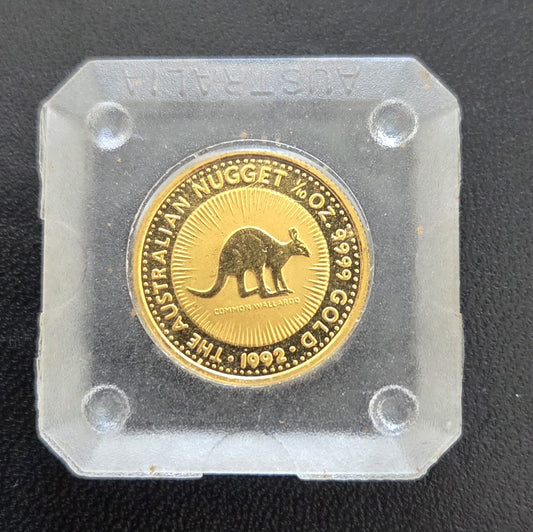 AUSTRALIA
THE AUSTRALIAN NUGGET 1/10 OZ. 9999 GOLD
COMMON WALLAROO
· 1992 ·